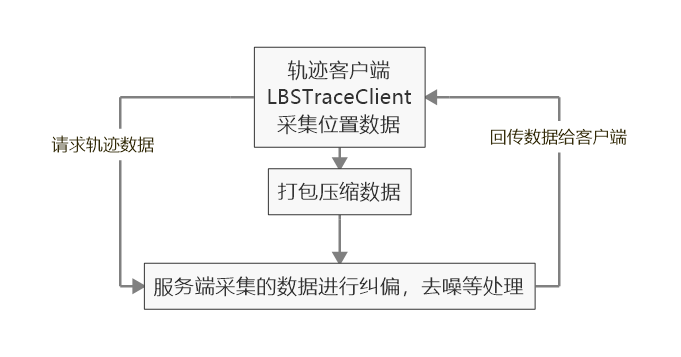 轨迹客户端
LBSTraceClient
采集位置数据
请求轨迹数据
回传数据给客户端
打包压缩数据
服务端采集的数据进行纠偏，去噪等处理